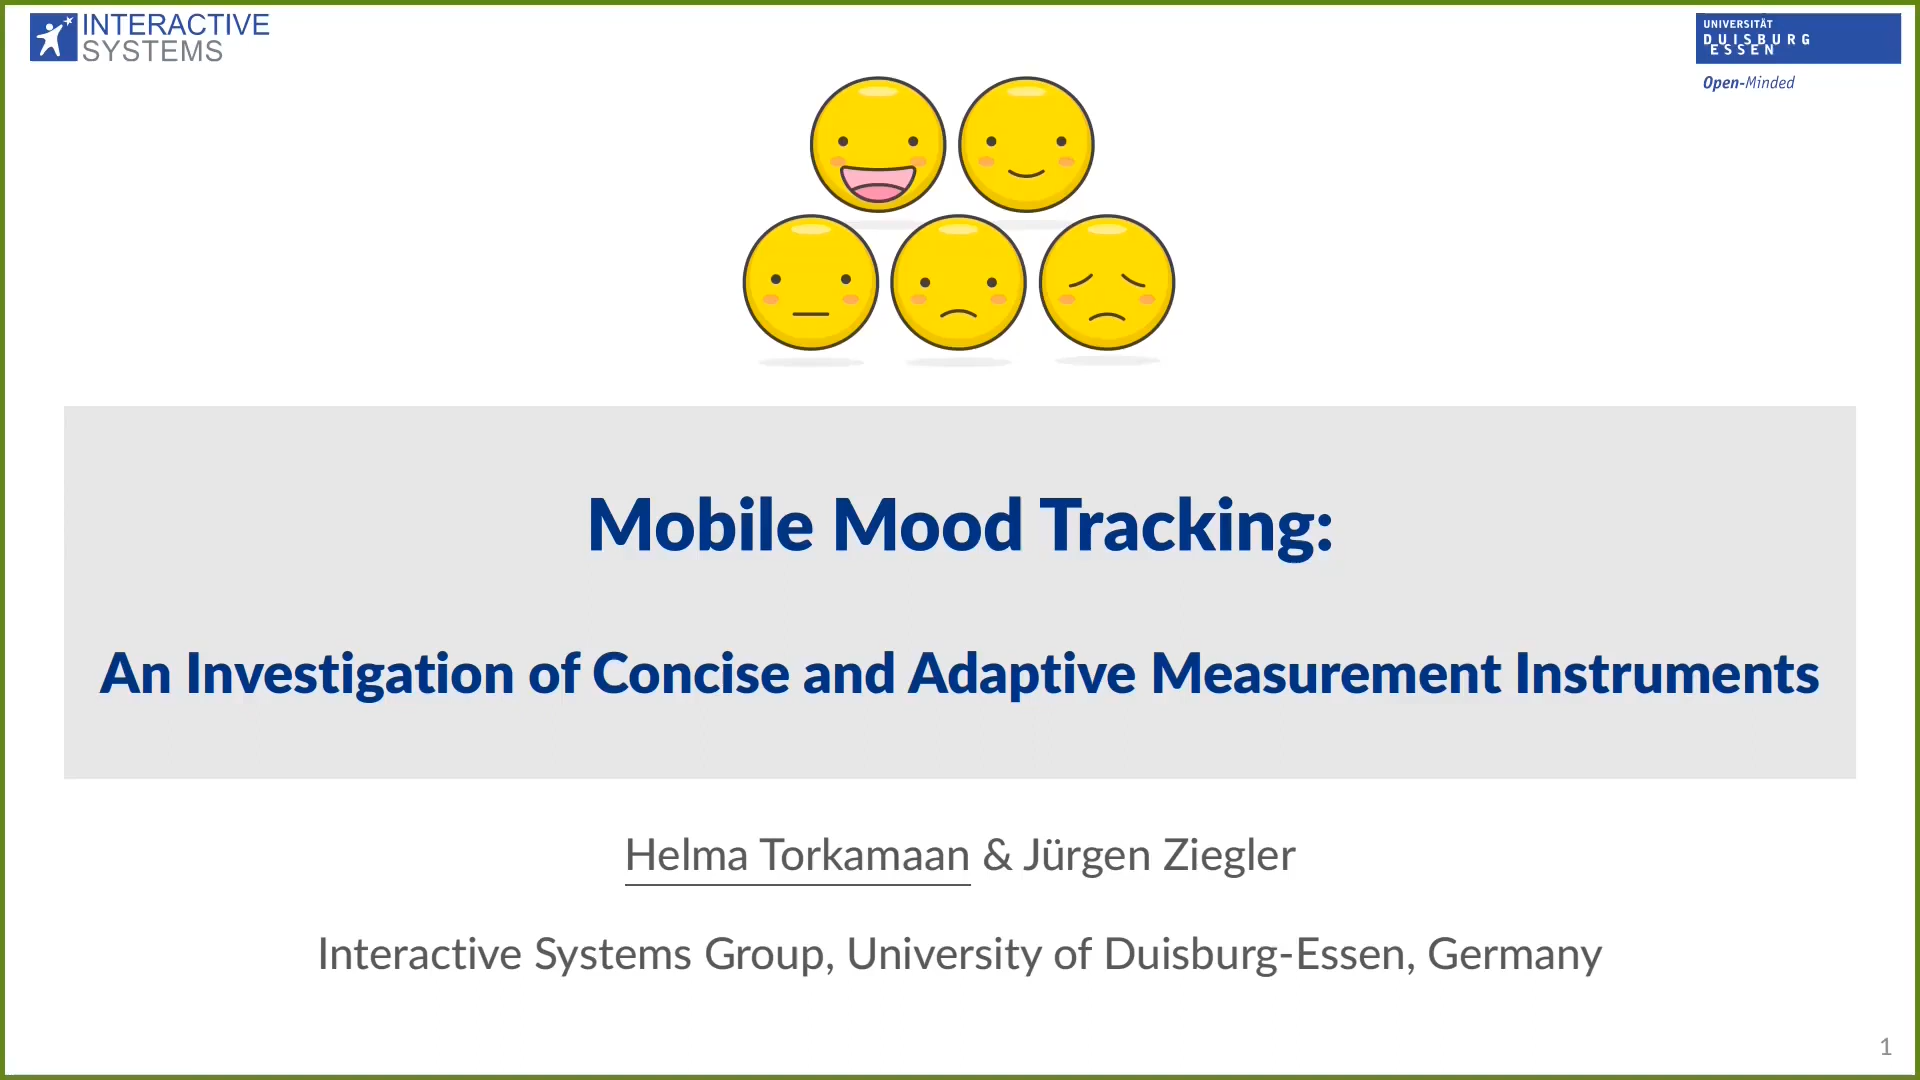 INTERACTIVE
SYSTEMS
UNIVERSITÄT
DUISBURG
ESSEN
Open-Minded
Mobile Mood Tracking:
An Investigation of Concise and Adaptive Measurement Instruments
Helma Torkamaan & Jürgen Ziegler
Interactive Systems Group, University of Duisburg-Essen, Germany
1